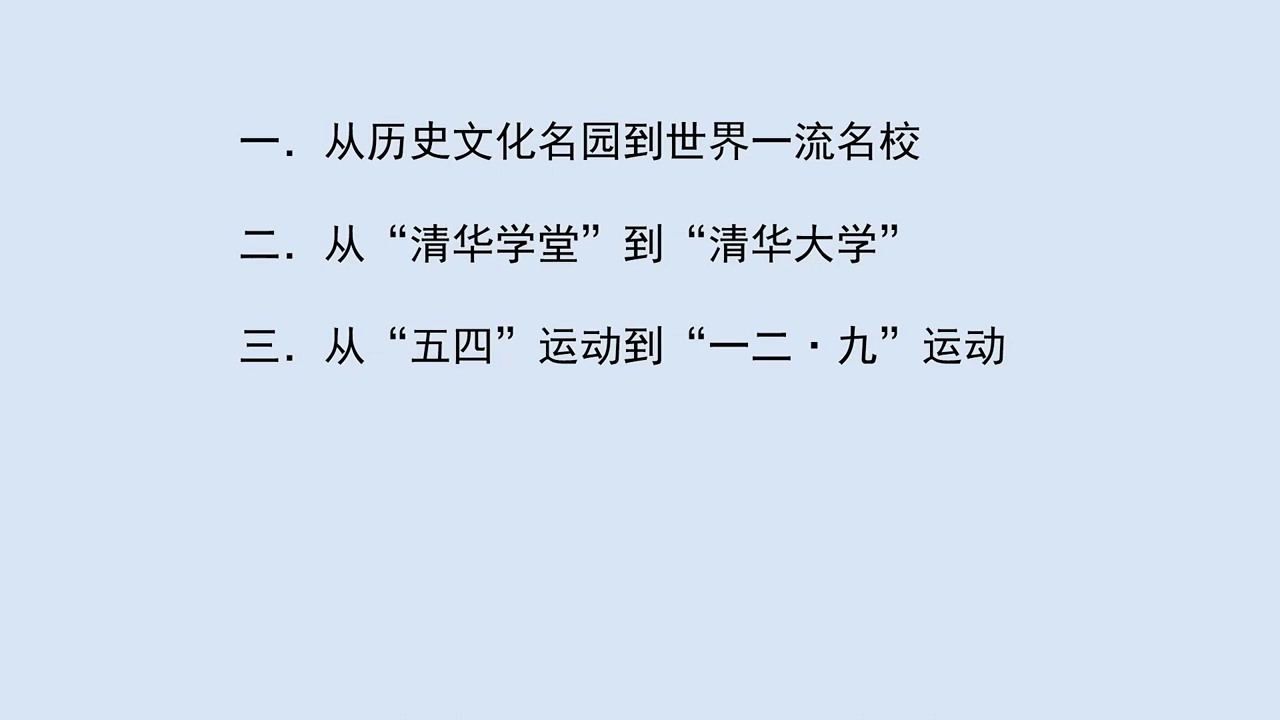 一．从历史文化名园到世界一流名校
二．从“清华学堂”到“清华大学”
三．从“五四”运动到“一二·九”运动